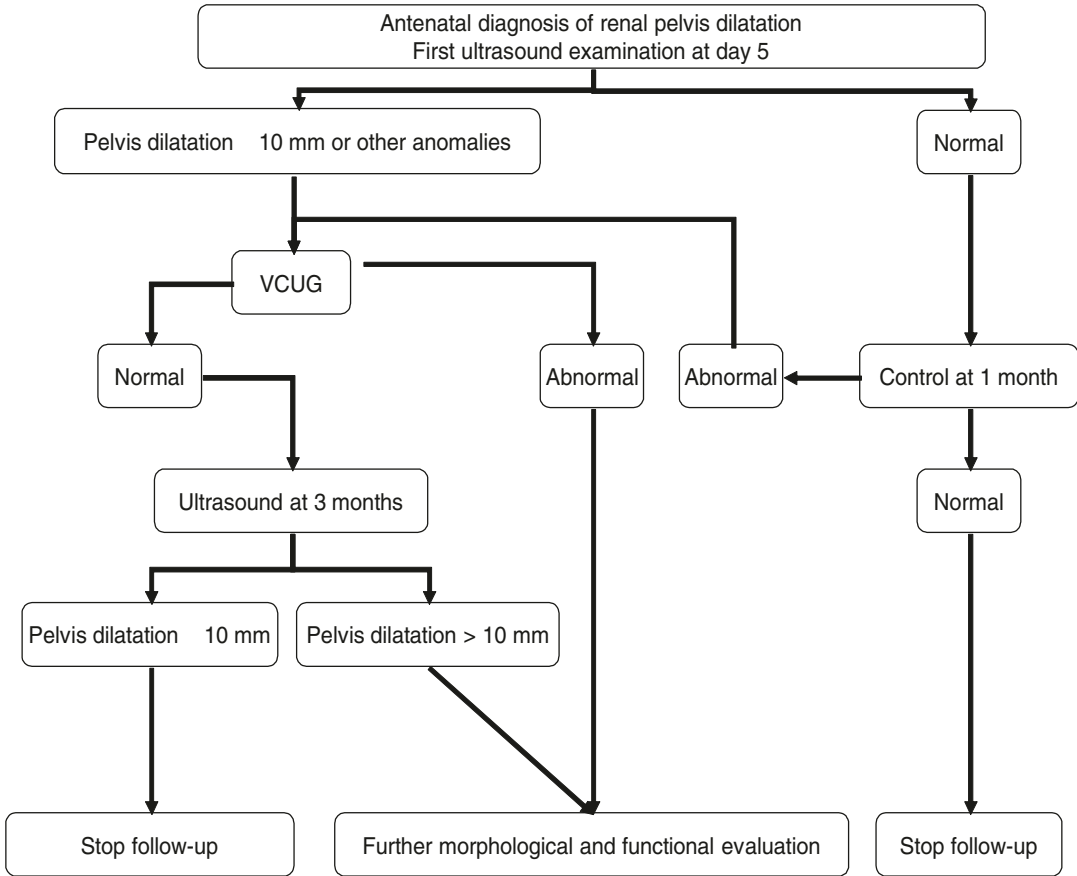 Antenatal diagnosis of renal pelvis dilatation
First ultrasound examination at day 5
Pelvis dilatation 10 mm or other anomalies
Normal
VCUG
Normal
Abnormal
Abnormal
Control at 1 month
Ultrasound at 3 months
Normal
Pelvis dilatation 10 mm
Pelvis dilatation > 10 mm
Stop follow-up
Further morphological and functional evaluation
Stop follow-up